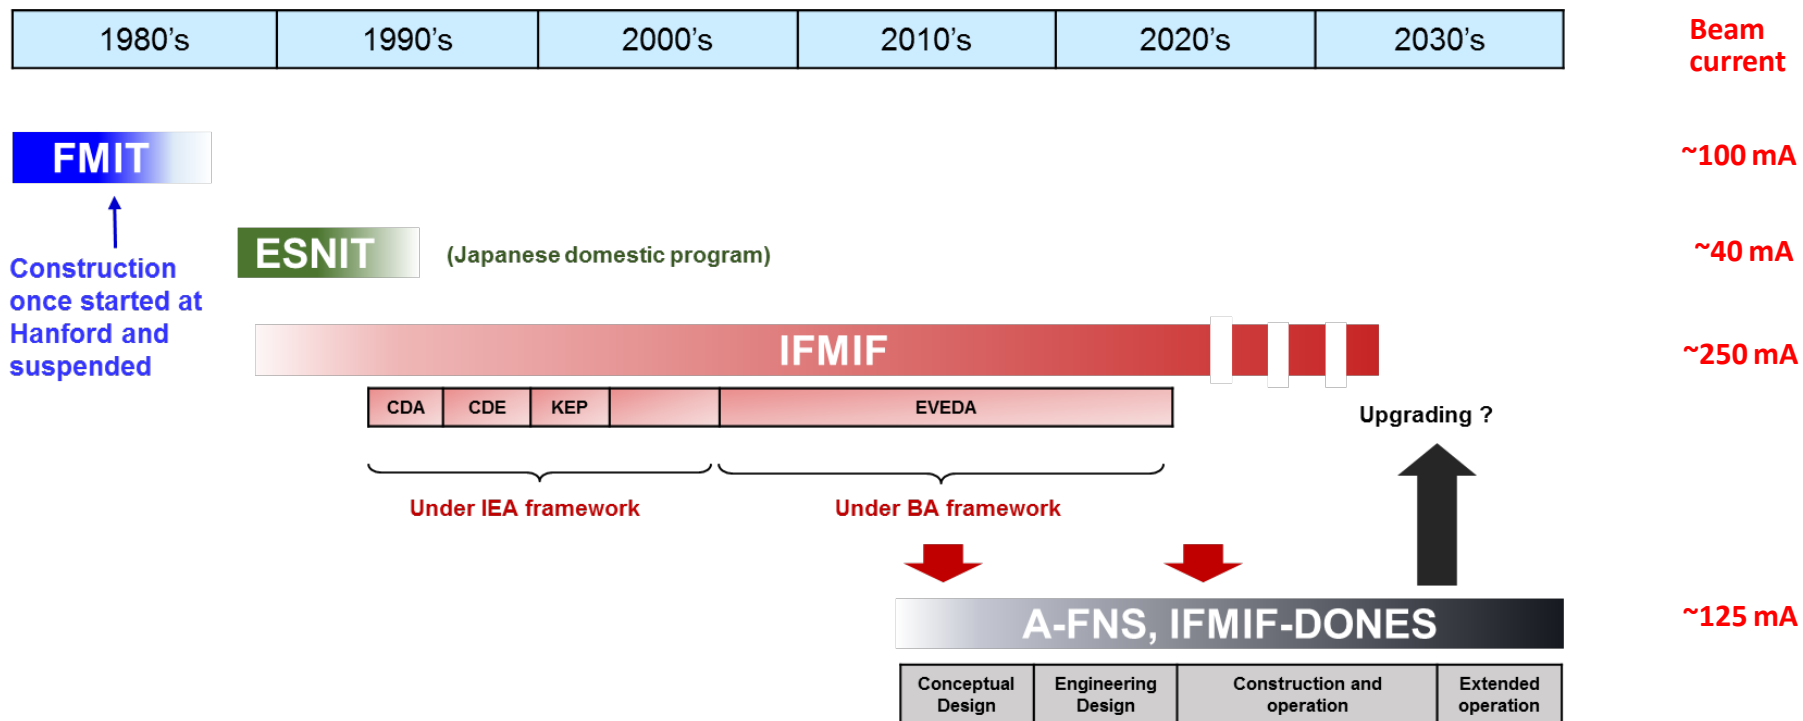 1980's 1990's 2000's 2010's 2020's 2030's
Beam
current
FMIT
~100 mA
Construction
once started at
Hanford and
suspended
ESNIT
(Japanese domestic program)
~40 mA
IFMIF
~250 mA
CDA CDE KEP EVEDA
Upgrading ?
Under IEA framework
Under BA framework
A-FNS, IFMIF-DONES
~125 mA
Conceptual
Design
Engineering
Design
Construction and
operation
Extended
operation